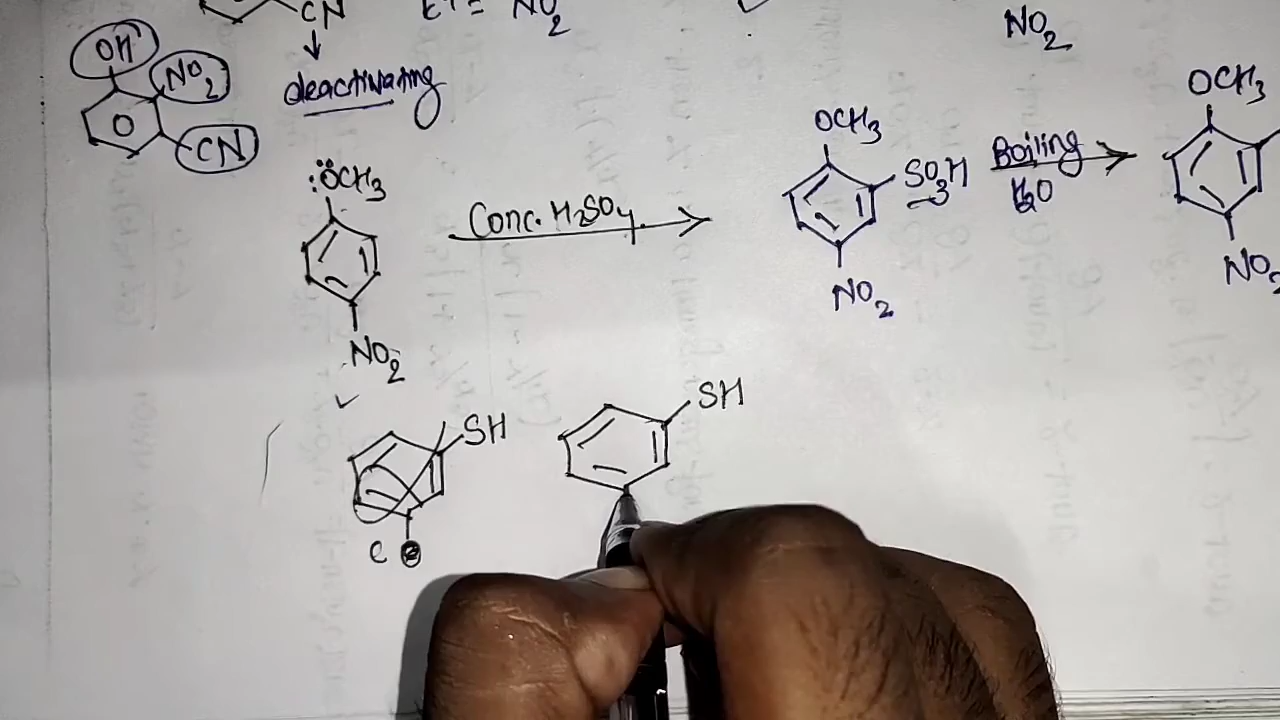 CN
NO2
OH
NO2
CN
deactivating
NO2
:ÖCH3
Conc. H2SO4
NO2
OCH3
SO3H
NO2
Boiling
H2O
OCH3
NO2
SH
C
SH